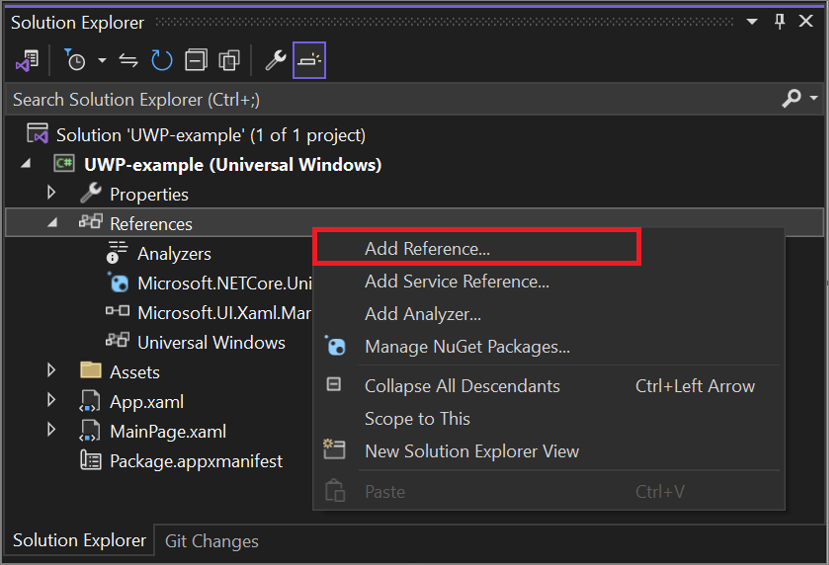 Solution Explorer
Search Solution Explorer (Ctrl+;)
Solution 'UWP-example' (1 of 1 project)
C# UWP-example (Universal Windows)
Properties
References
Analyzers
Microsoft.NETCore.Uni
Microsoft.UI.Xaml.Mar
Universal Windows
Assets
App.xaml
MainPage.xaml
Package.appxmanifest
Add Reference...
Add Service Reference...
Add Analyzer...
Manage NuGet Packages...
Collapse All Descendants Ctrl+Left Arrow
Scope to This
New Solution Explorer View
Paste Ctrl+V
Solution Explorer Git Changes